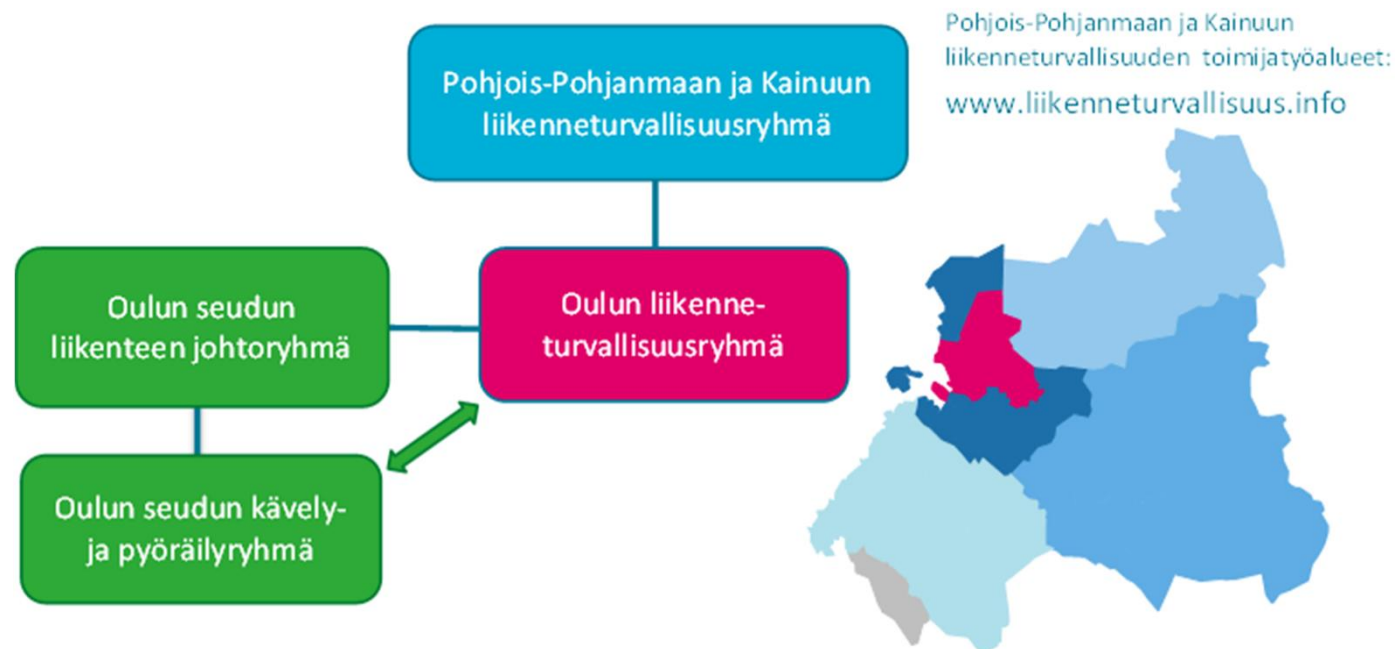 Pohjois-Pohjanmaan ja Kainuun
liikenneturvallisuusryhmä
Pohjois-Pohjanmaan ja Kainuun
liikenneturvallisuuden toimijatyöalueet:
www.liikenneturvallisuus.info
Oulun seudun
liikenteen johtoryhmä
Oulun liikenne-
turvallisuusryhmä
Oulun seudun kävely-
ja pyöräilyryhmä